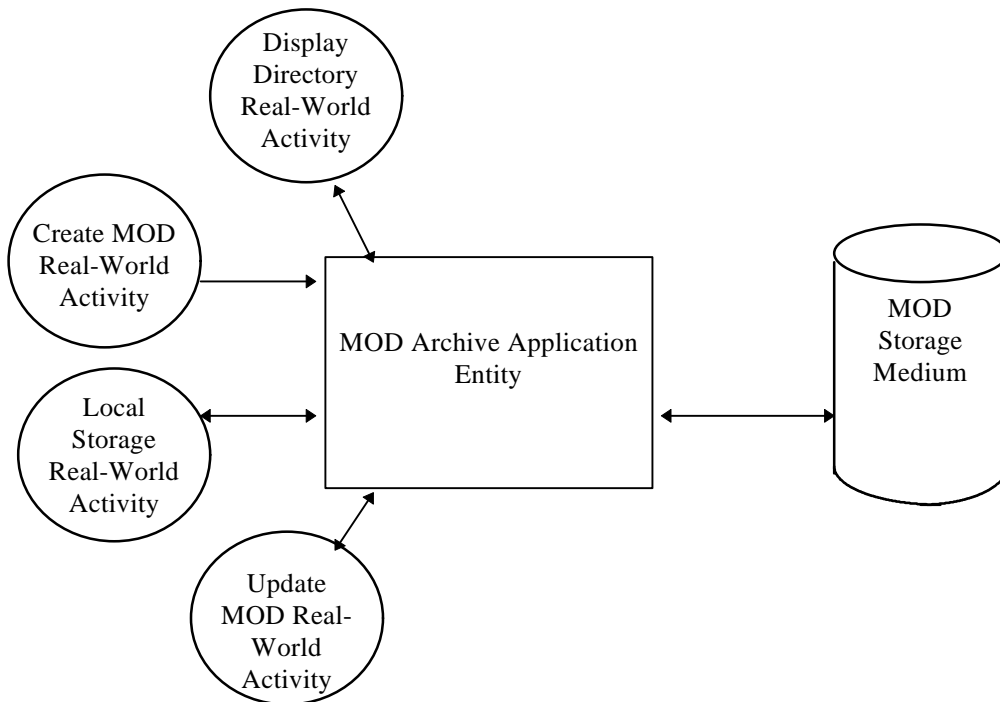 Display
Directory
Real-World
Activity
Create MOD
Real-World
Activity
MOD Archive Application
Entity
MOD
Storage
Medium
Local
Storage
Real-World
Activity
Update
MOD Real-
World
Activity